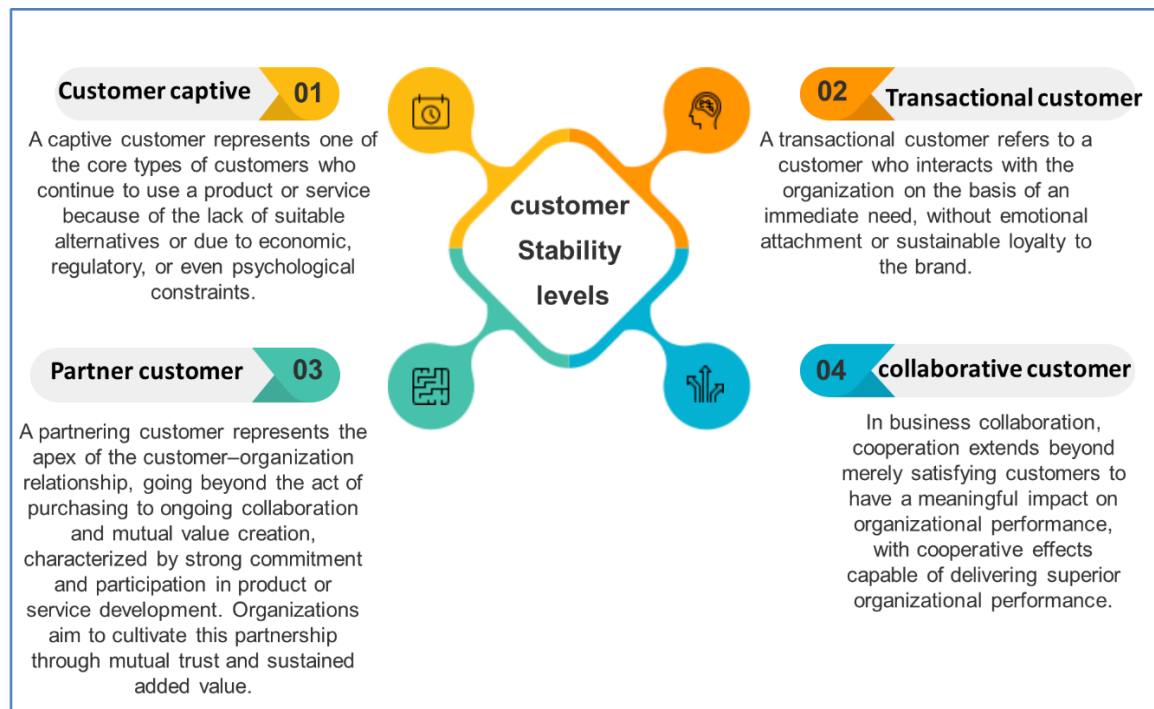 Customer captive 01
A captive customer represents one of
the core types of customers who
continue to use a product or service
because of the lack of suitable
alternatives or due to economic,
regulatory, or even psychological
constraints.
02 Transactional customer
A transactional customer refers to a
customer who interacts with the
organization on the basis of an
immediate need, without emotional
attachment or sustainable loyalty to
the brand.
customer
Stability
levels
Partner customer 03
A partnering customer represents the
apex of the customer–organization
relationship, going beyond the act of
purchasing to ongoing collaboration
and mutual value creation,
characterized by strong commitment
and participation in product or
service development. Organizations
aim to cultivate this partnership
through mutual trust and sustained
added value.
04 collaborative customer
In business collaboration,
cooperation extends beyond
merely satisfying customers to
have a meaningful impact on
organizational performance,
with cooperative effects
capable of delivering superior
organizational performance.